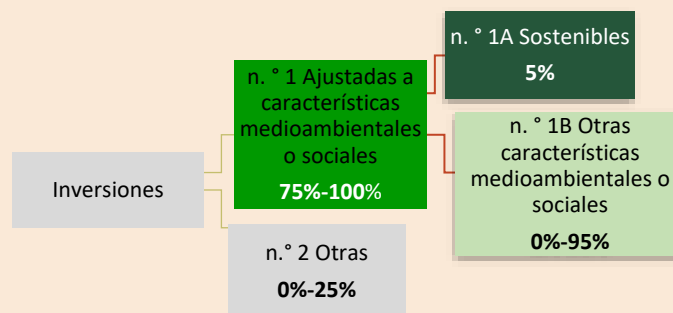 Inversiones
n. ° 1 Ajustadas a
características
medioambientales
o sociales
75%-100%
n.° 2 Otras
0%-25%
n. ° 1A Sostenibles
5%
n. ° 1B Otras
características
medioambientales o
sociales
0%-95%